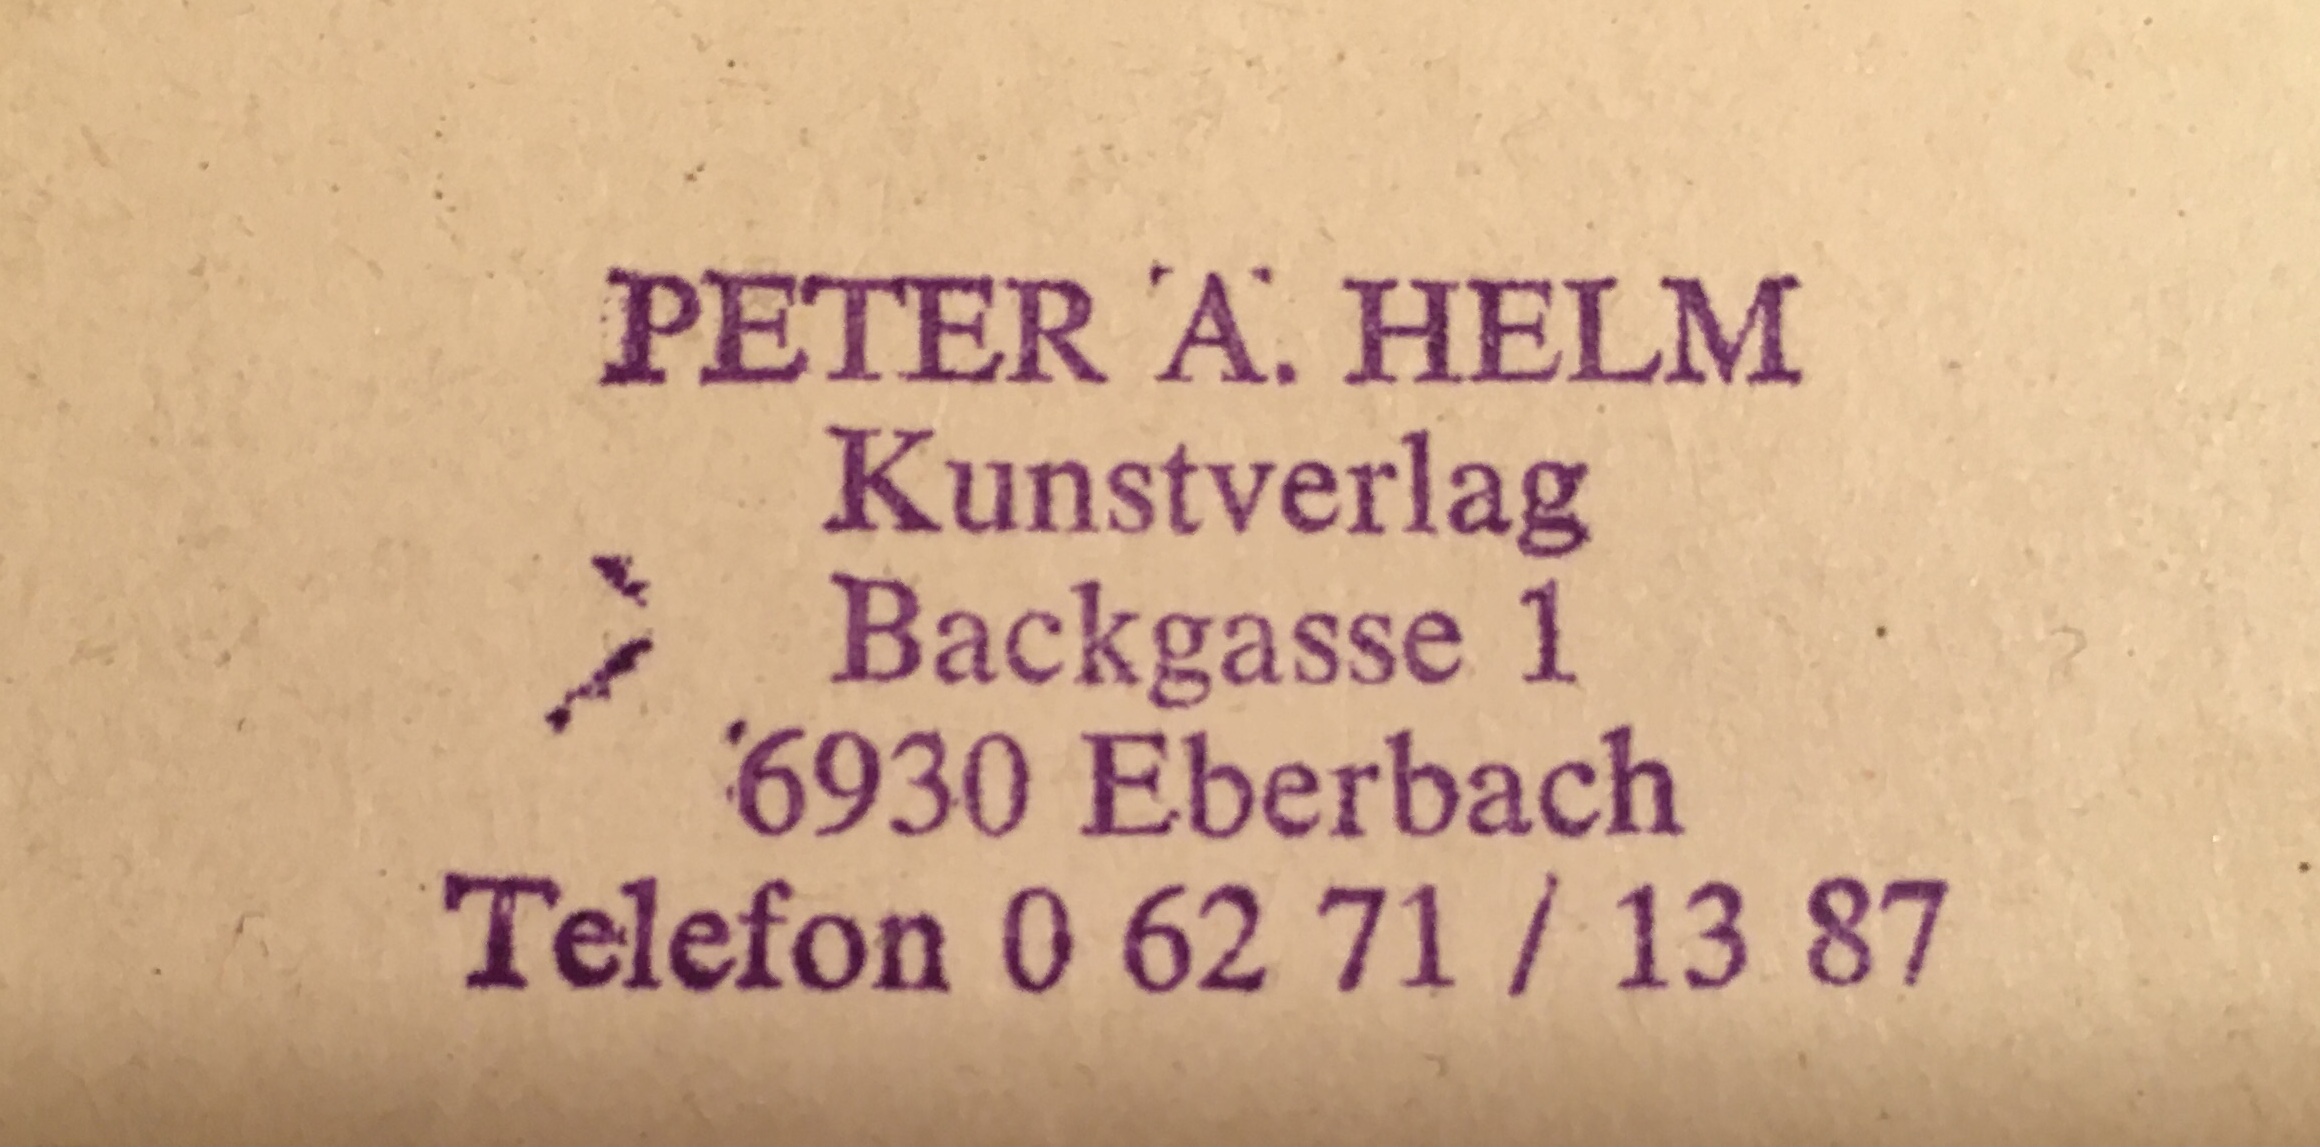 PETER A. HELM
Kunstverlag
Backgasse 1
6930 Eberbach
Telefon 0 62 71 / 13 87